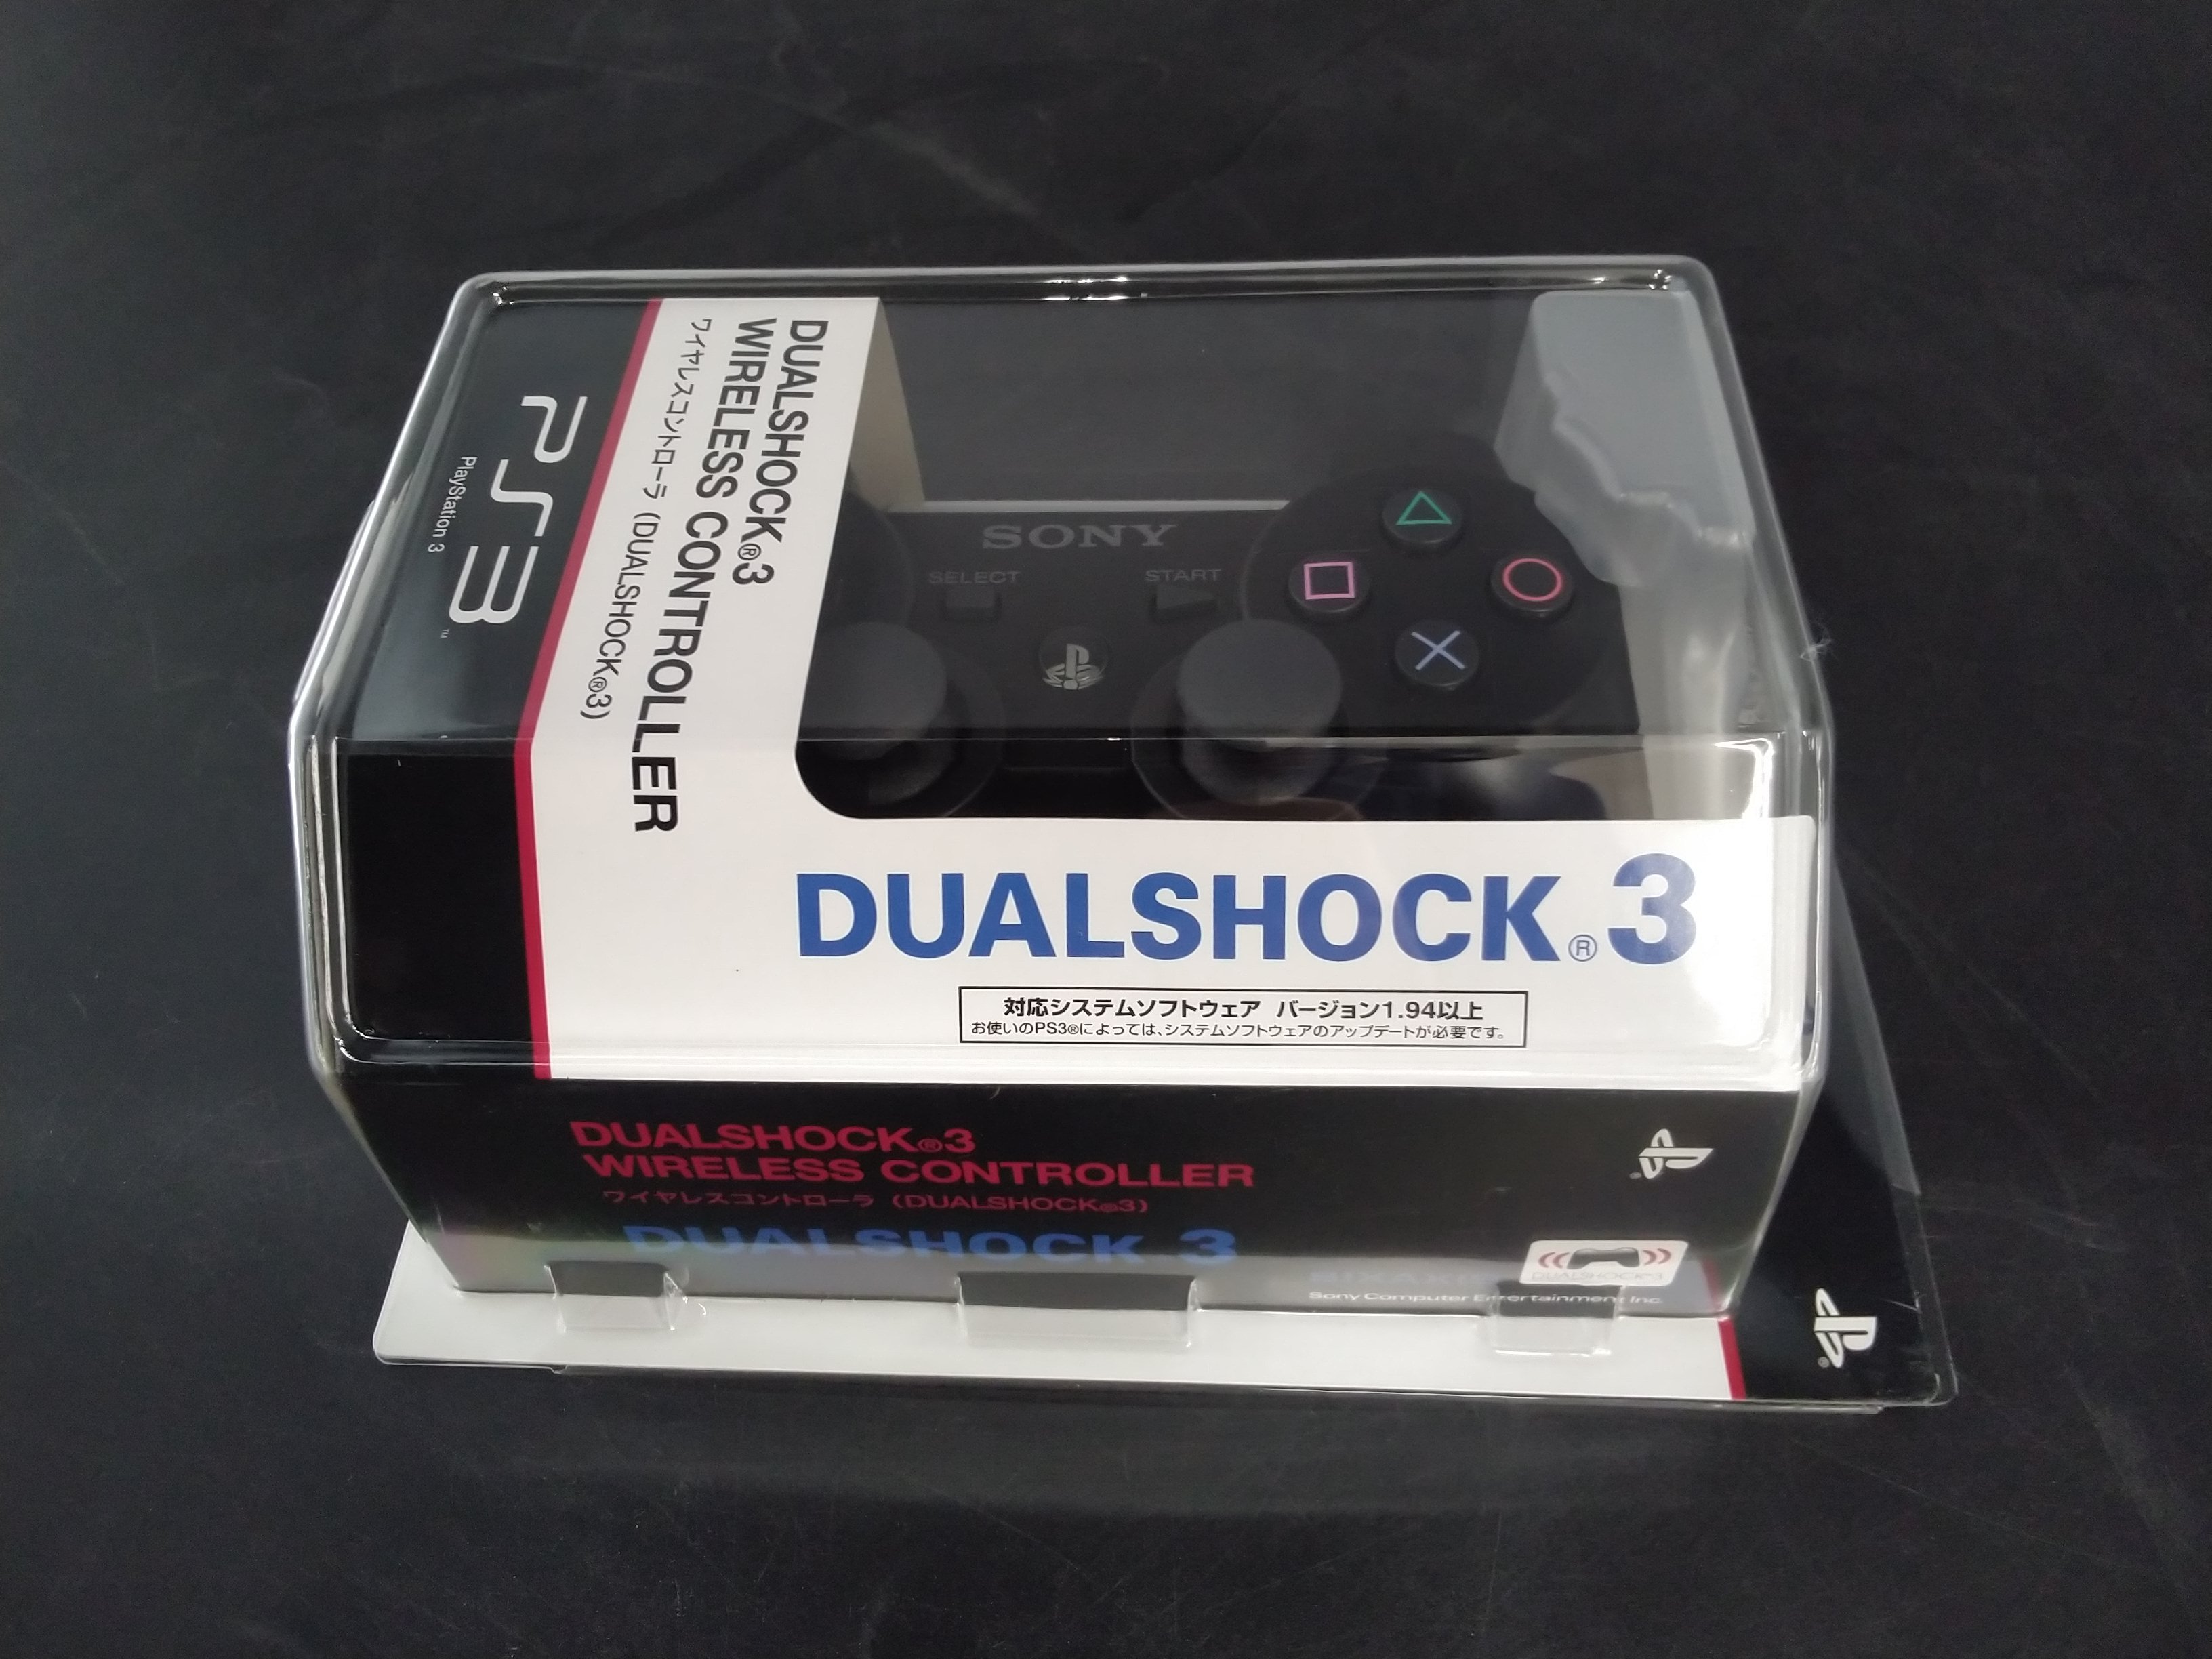 PS3™
PlayStation 3
DUALSHOCK®3
WIRELESS CONTROLLER
ワイヤレスコントローラ（DUALSHOCK®3）
SONY
SELECT
START
DUALSHOCK®3
対応システムソフトウェア バージョン1.94以上
お使いのPS3®によっては、システムソフトウェアのアップデートが必要です。
DUALSHOCK®3
WIRELESS CONTROLLER
ワイヤレスコントローラ（DUALSHOCK®3）
DUALSHOCK 3
DUALSHOCK®3
SIXAXIS
Sony Computer Entertainment Inc.